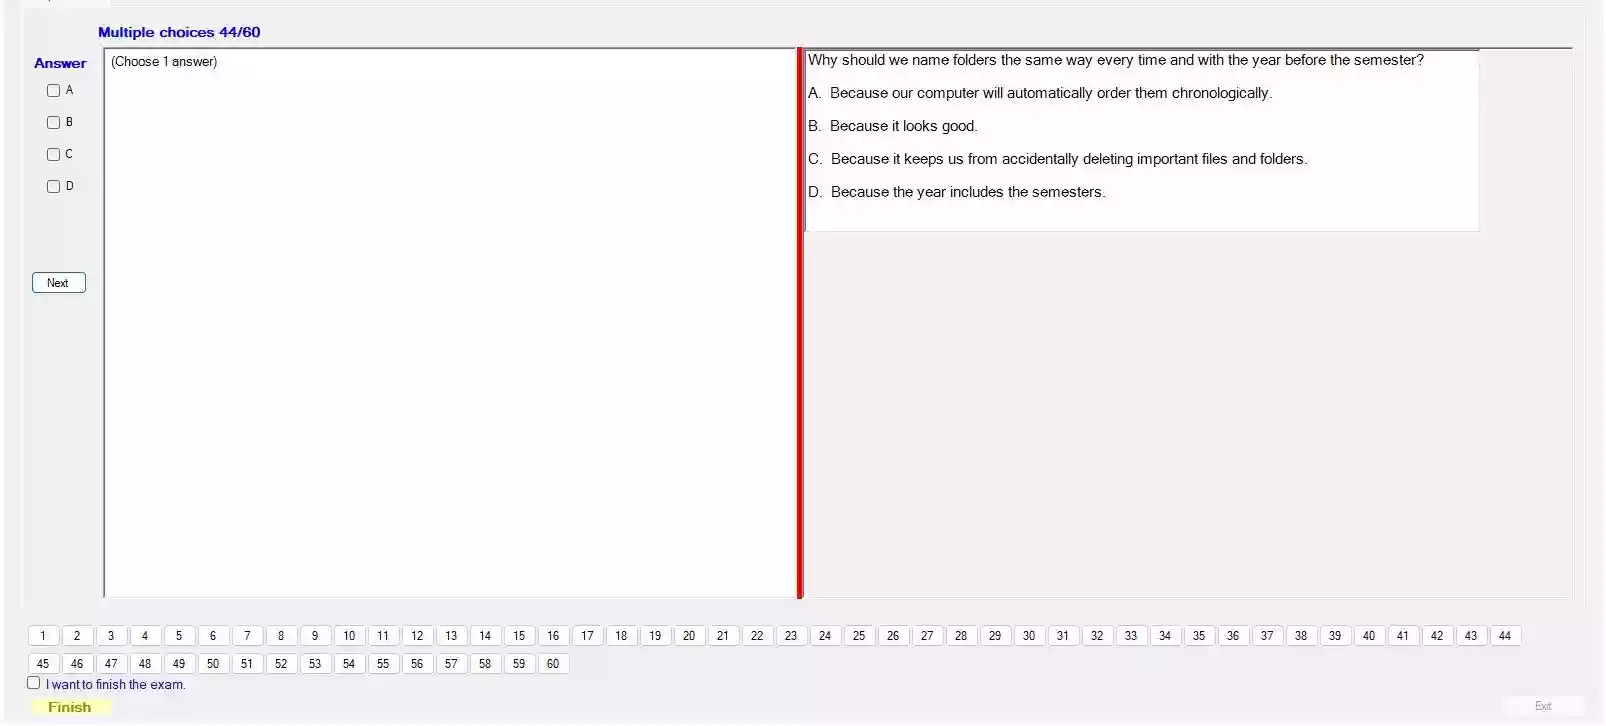 Multiple choices 44/60
Answer
(Choose 1 answer)
A
B
C
D
Next
Why should we name folders the same way every time and with the year before the semester?
A. Because our computer will automatically order them chronologically.
B. Because it looks good.
C. Because it keeps us from accidentally deleting important files and folders.
D. Because the year includes the semesters.
1 2 3 4 5 6 7 8 9 10 11 12 13 14 15 16 17 18 19 20 21 22 23 24 25 26 27 28 29 30 31 32 33 34 35 36 37 38 39 40 41 42 43 44
45 46 47 48 49 50 51 52 53 54 55 56 57 58 59 60
I want to finish the exam.
Finish
Exit